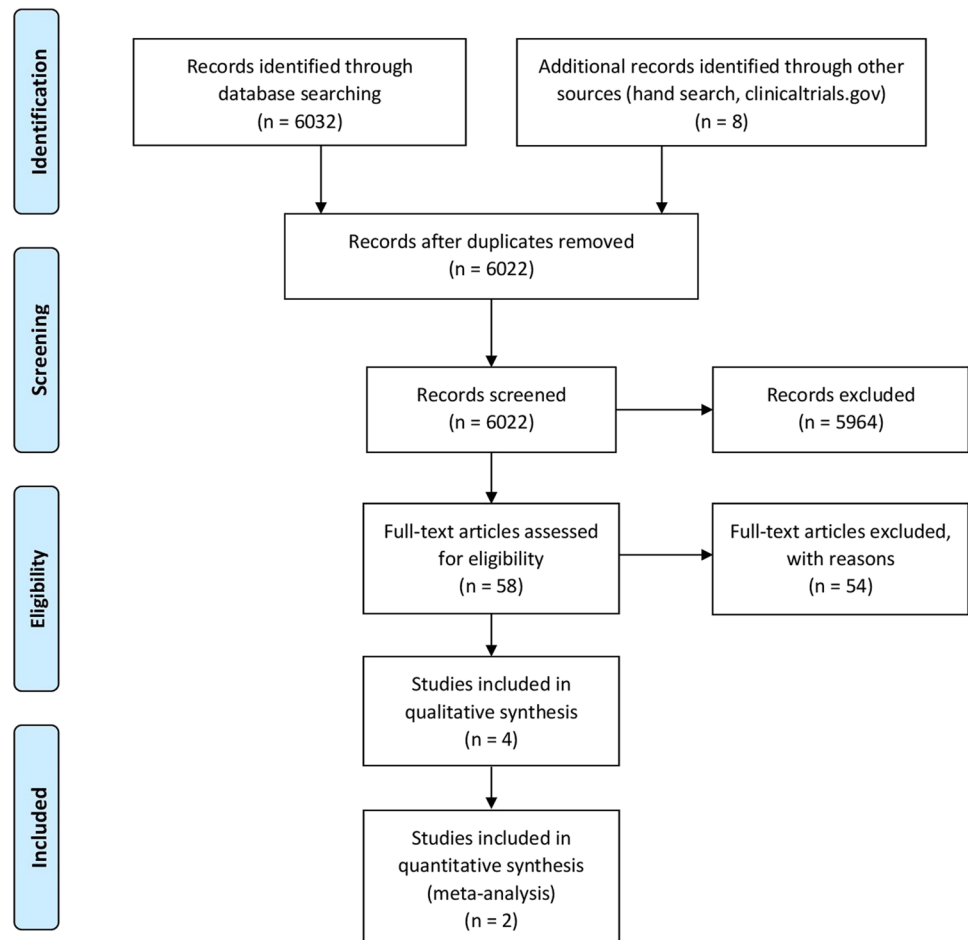 Identification
Records identified through
database searching
(n = 6032)
Additional records identified through other
sources (hand search, clinicaltrials.gov)
(n = 8)
Records after duplicates removed
(n = 6022)
Screening
Records screened
(n = 6022)
Records excluded
(n = 5964)
Eligibility
Full-text articles assessed
for eligibility
(n = 58)
Full-text articles excluded,
with reasons
(n = 54)
Studies included in
qualitative synthesis
(n = 4)
Included
Studies included in
quantitative synthesis
(meta-analysis)
(n = 2)